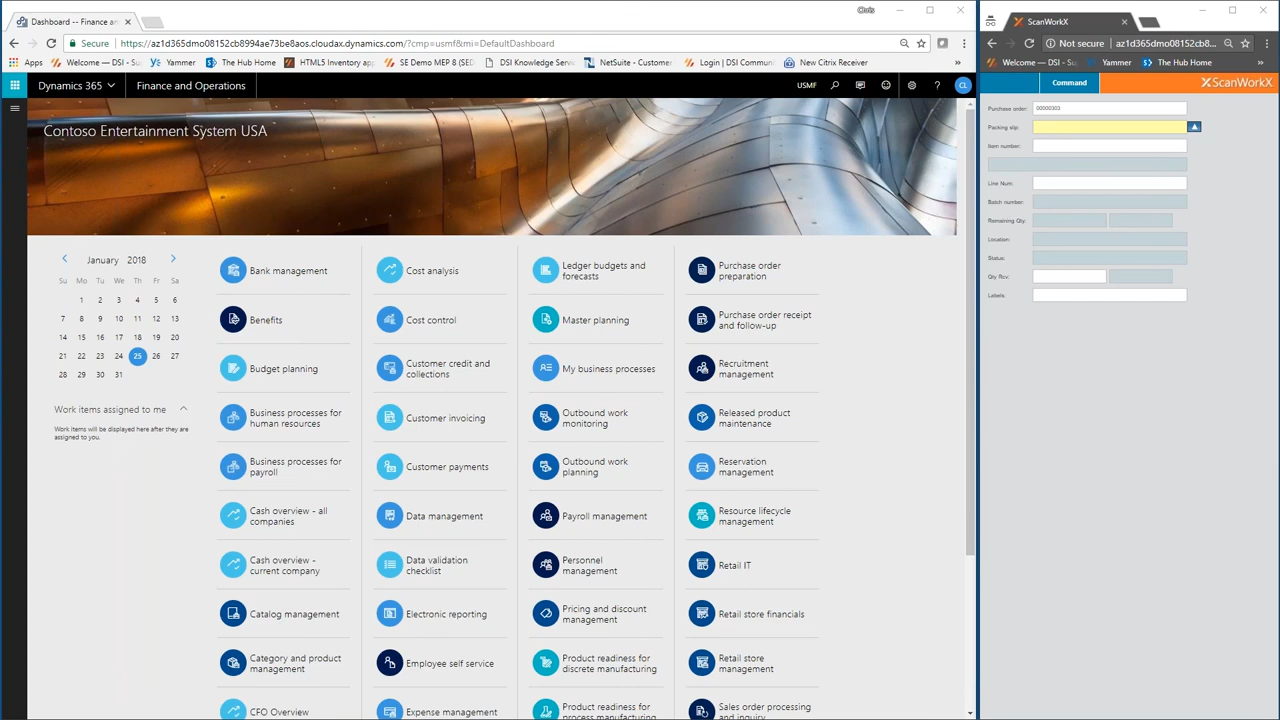 Dashboard -- Finance an
Chris
Secure
https://az1d365dmo08152cb8f94aa-7
Apps
Welcome — DSI - Su
Yammer
The Hub Home
HTML5 Inventory app
SE Demo MEP 8 (SED
DSI Knowledge Servic
NetSuite - Customer
Login | DSI Commun
New Citrix Receiver
Dynamics 365
Finance and Operations
USMF
CL
Contoso Entertainment System USA
January 2018
Su Mo Tu We Th Fr Sa
1 2 3 4 5 6
7 8 9 10 11 12 13
14 15 16 17 18 19 20
21 22 23 24 25 26 27
28 29 30 31
Work items assigned to me
Work items will be displayed here after they are
assigned to you.
Bank management
Benefits
Budget planning
Business processes for
human resources
Business processes for
payroll
Cash overview - all
companies
Cash overview -
current company
Catalog management
Category and product
management
CFO Overview
Cost analysis
Cost control
Customer credit and
collections
Customer invoicing
Customer payments
Data management
Data validation
checklist
Electronic reporting
Employee self service
Expense management
Ledger budgets and
forecasts
Master planning
My business processes
Outbound work
monitoring
Outbound work
planning
Payroll management
Personnel
management
Pricing and discount
management
Product readiness for
discrete manufacturing
Product readiness for
process manufacturing
Purchase order
preparation
Purchase order receipt
and follow-up
Recruitment
management
Released product
maintenance
Reservation
management
Resource lifecycle
management
Retail IT
Retail store financials
Retail store
management
Sales order processing
and inquiry
ScanWorkX
Not secure
az1d365dmo08152cb8...
Welcome — DSI - Su
Yammer
The Hub Home
»
Command
ScanWorkX
Purchase order: 00000303
Packing slip:
Item number:
Line Num:
Batch number:
Remaining Qty:
Location:
Status:
Qty Rcv:
Labels: